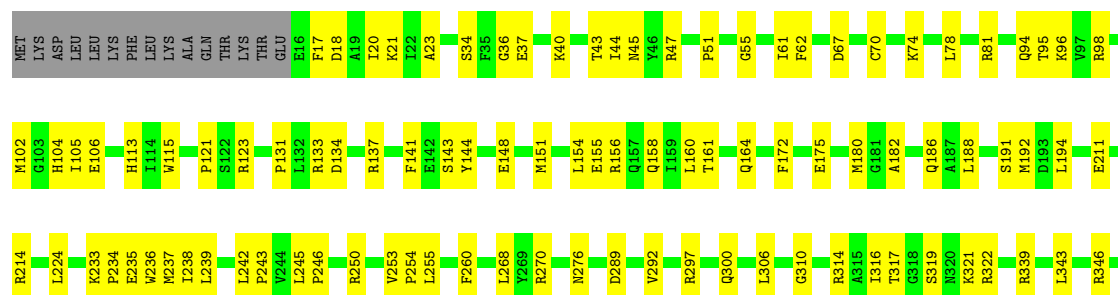 MET LYS ASP LEU LEU LEU LYS PHE LEU LYS ALA GLN THR THR LYS THR GLU E16 F17 D18 A19 I20 K21 I22 A23 S34 F35 G36 E37 K40 T43 I44 N45 Y46 R47 P51 G55 I61 F62 D67 C70 K74 L78 R81 Q94 T95 K96 V97 R98
M102 G103 H104 I105 E106 H113 I114 W115 P121 S122 R123 P131 L132 R133 D134 R137 F141 E142 S143 Y144 E148 M151 L154 E155 R156 Q157 Q158 I159 L160 T161 Q164 F172 E175 M180 G181 A182 Q186 A187 L188 S191 M192 D193 L194 E211
R214 L224 K233 P234 E235 W236 M237 I238 L239 L242 P243 V244 L245 P246 R250 V253 P254 L255 F260 L268 Y269 R270 N276 D289 V292 R297 Q300 L306 G310 R314 A315 I316 T317 G318 S319 N320 K321 R322 R339 L343 R346